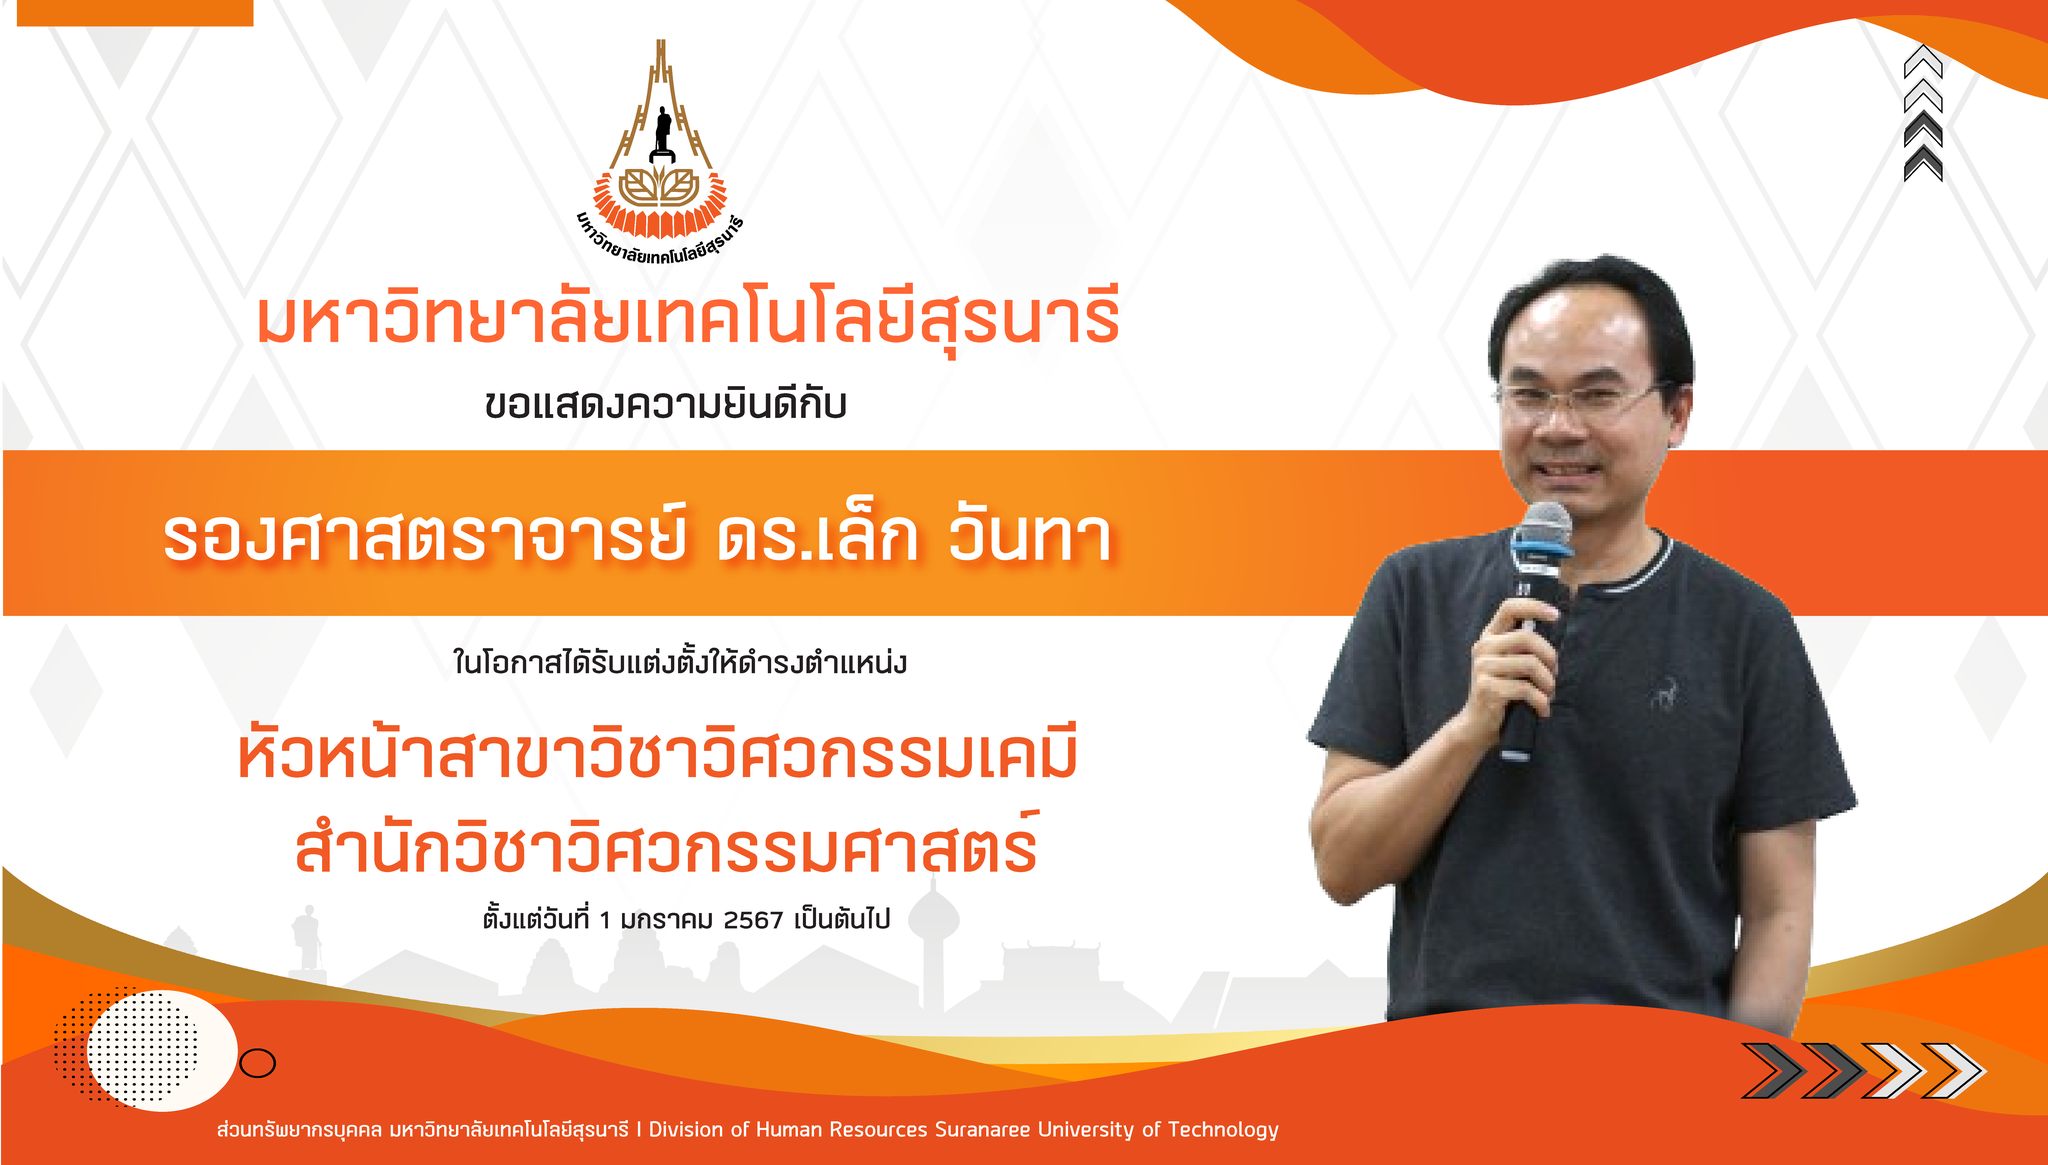 มหาวิทยาลัยเทคโนโลยีสุรนารี
มหาวิทยาลัยเทคโนโลยีสุรนารี
ขอแสดงความยินดีกับ
รองศาสตราจารย์ ดร.เล็ก วันทา
ในโอกาสได้รับแต่งตั้งให้ดำรงตำแหน่ง
หัวหน้าสาขาวิชาวิศวกรรมเคมี
สำนักวิชาวิศวกรรมศาสตร์
ตั้งแต่วันที่ 1 มกราคม 2567 เป็นต้นไป
ส่วนทรัพยากรบุคคล มหาวิทยาลัยเทคโนโลยีสุรนารี I Division of Human Resources Suranaree University of Technology